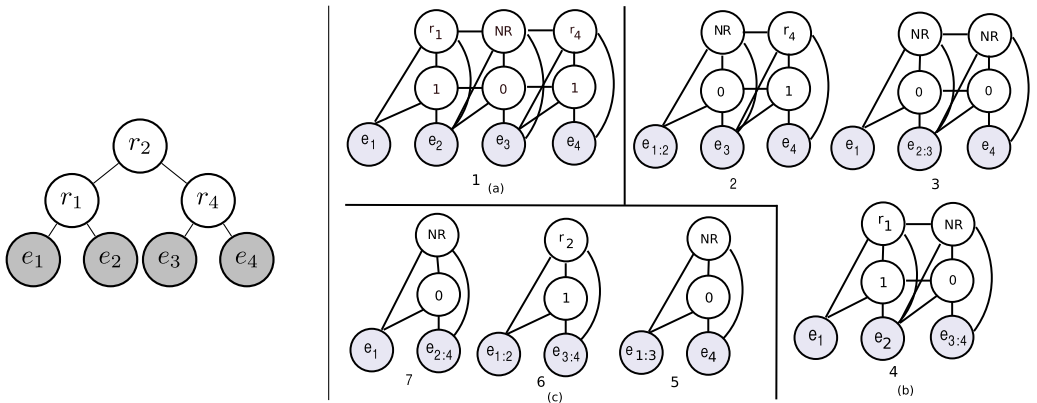 r2
r1 r4
e1 e2 e3 e4
r1 NR r4
1 0 1
e1 e2 e3 e4
1 (a)
NR r4
0 1
e1:2 e3 e4
2
NR NR
0 0
e1 e2:3 e4
3
NR
0
e1 e2:4
7
r2
1
e1:2 e3:4
6
(c)
NR
0
e1:3 e4
5
r1 NR
1 0
e1 e2 e3:4
4
(b)